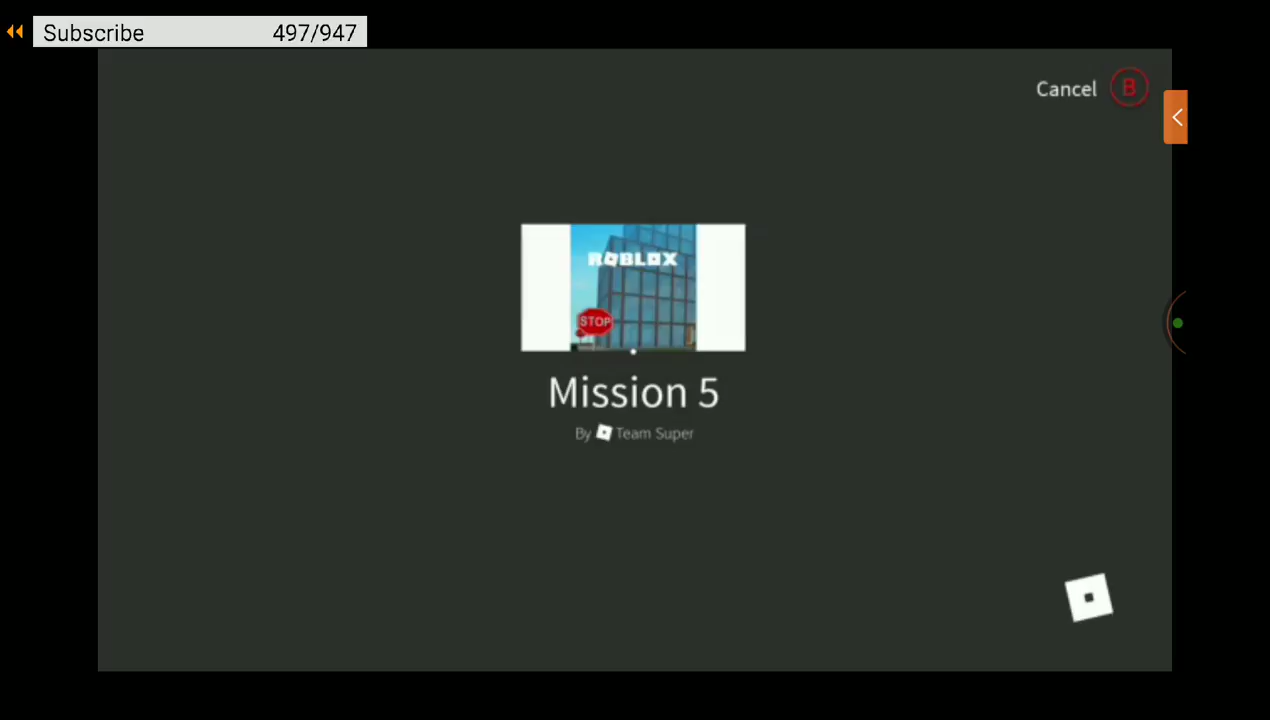 Subscribe 497/947
Cancel B
ROBLOX
STOP
Mission 5
By Team Super